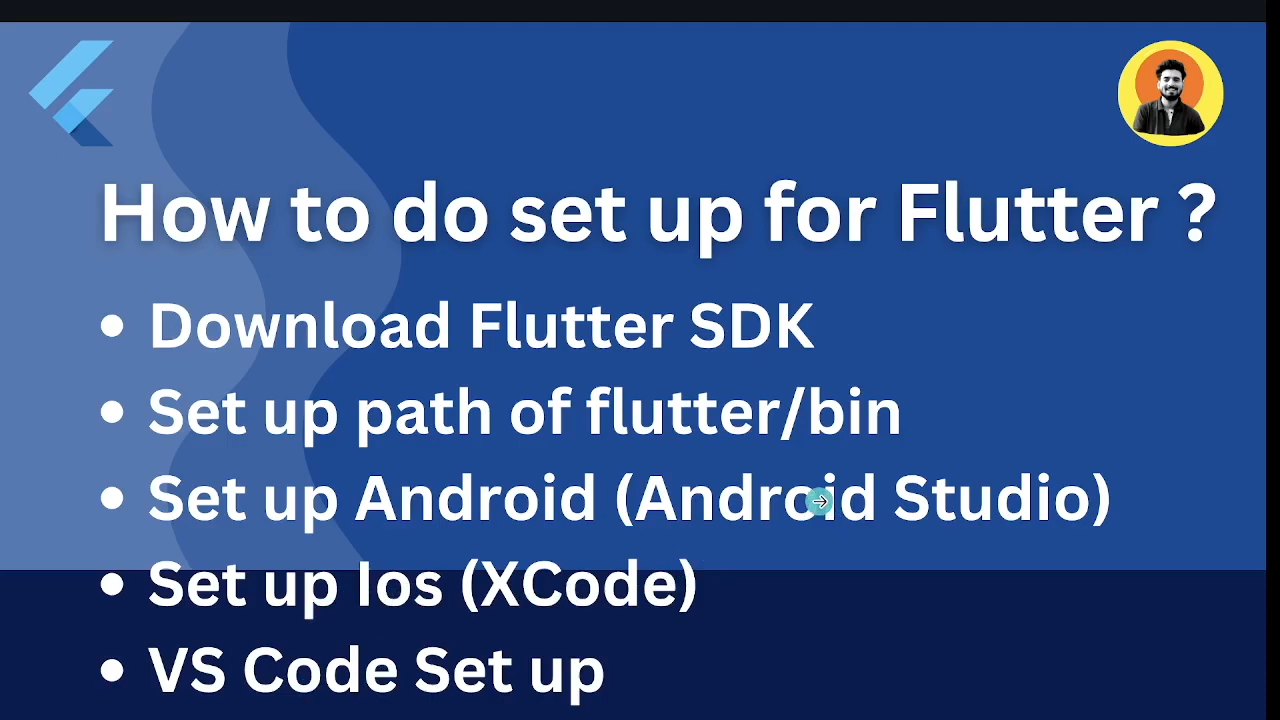 How to do set up for Flutter ?
• Download Flutter SDK
• Set up path of flutter/bin
• Set up Android (Android Studio)
• Set up Ios (XCode)
• VS Code Set up